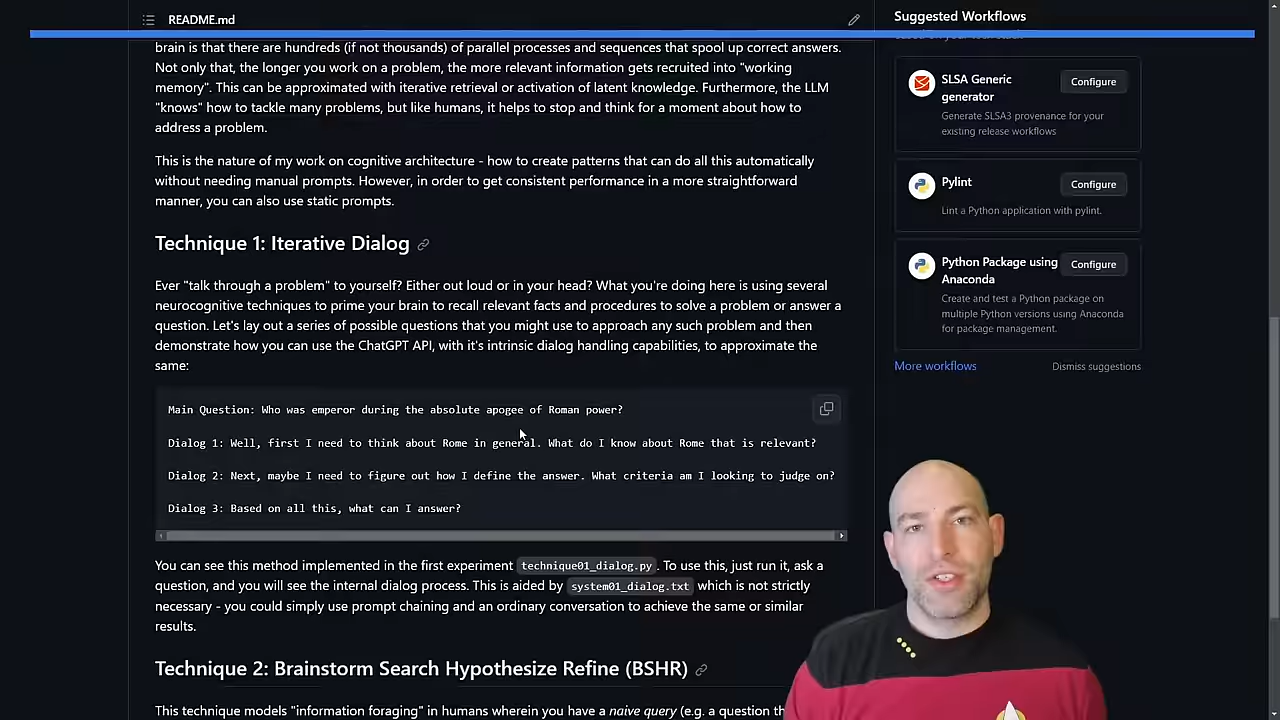 README.md
brain is that there are hundreds (if not thousands) of parallel processes and sequences that spool up correct answers.
Not only that, the longer you work on a problem, the more relevant information gets recruited into "working
memory". This can be approximated with iterative retrieval or activation of latent knowledge. Furthermore, the LLM
"knows" how to tackle many problems, but like humans, it helps to stop and think for a moment about how to
address a problem.
This is the nature of my work on cognitive architecture - how to create patterns that can do all this automatically
without needing manual prompts. However, in order to get consistent performance in a more straightforward
manner, you can also use static prompts.
Technique 1: Iterative Dialog
Ever "talk through a problem" to yourself? Either out loud or in your head? What you're doing here is using several
neurocognitive techniques to prime your brain to recall relevant facts and procedures to solve a problem or answer a
question. Let's lay out a series of possible questions that you might use to approach any such problem and then
demonstrate how you can use the ChatGPT API, with it's intrinsic dialog handling capabilities, to approximate the
same:
Main Question: Who was emperor during the absolute apogee of Roman power?
Dialog 1: Well, first I need to think about Rome in general. What do I know about Rome that is relevant?
Dialog 2: Next, maybe I need to figure out how I define the answer. What criteria am I looking to judge on?
Dialog 3: Based on all this, what can I answer?
You can see this method implemented in the first experiment technique01_dialog.py. To use this, just run it, ask a
question, and you will see the internal dialog process. This is aided by system01_dialog.txt which is not strictly
necessary - you could simply use prompt chaining and an ordinary conversation to achieve the same or similar
results.
Technique 2: Brainstorm Search Hypothesize Refine (BSHR)
This technique models "information foraging" in humans wherein you have a naive query (e.g. a question
Suggested Workflows
SLSA Generic
generator
Configure
Generate SLSA3 provenance for your
existing release workflows
Pylint
Configure
Lint a Python application with pylint.
Python Package using
Anaconda
Configure
Create and test a Python package on
multiple Python versions using Anaconda
for package management.
More workflows
Dismiss suggestions